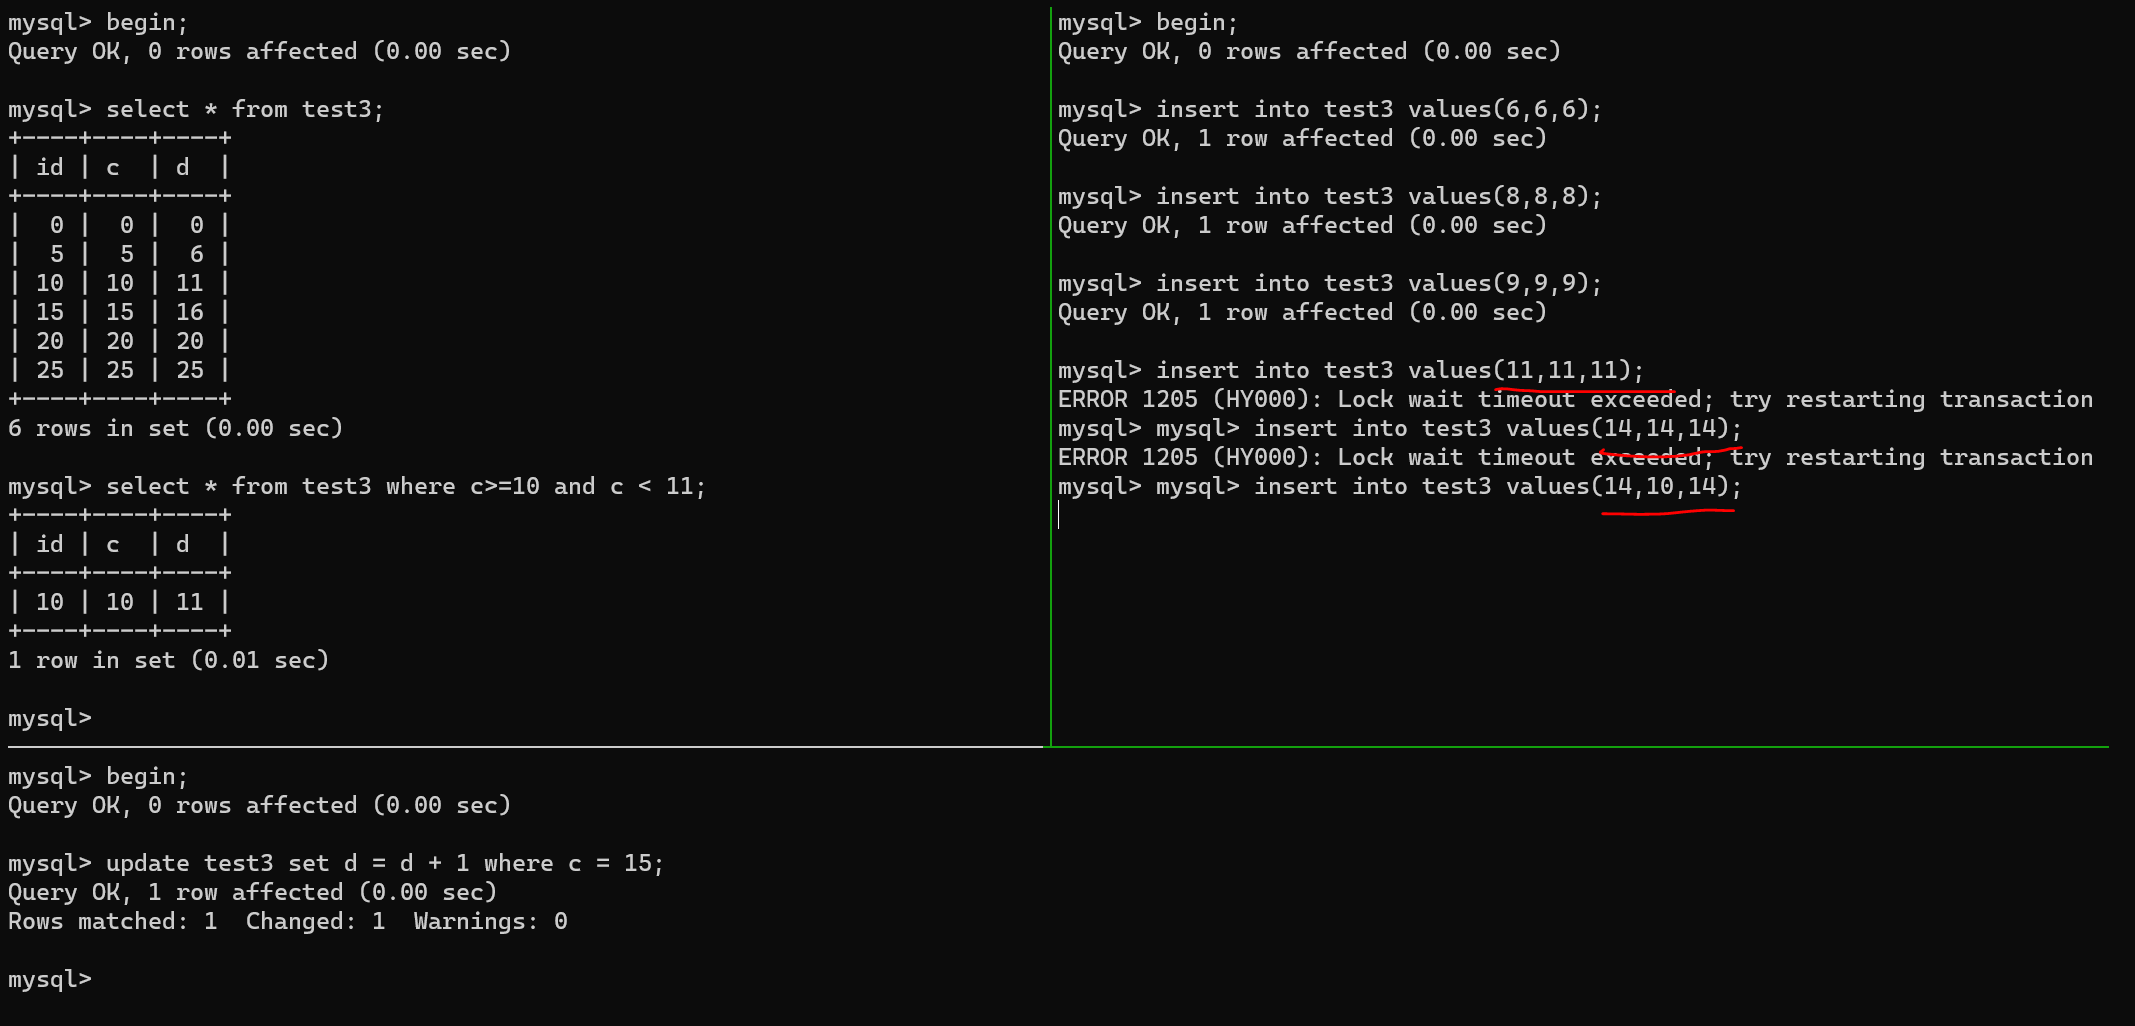 mysql> begin;
Query OK, 0 rows affected (0.00 sec)

mysql> select * from test3;
+----+----+----+
| id | c  | d  |
+----+----+----+
|  0 |  0 |  0 |
|  5 |  5 |  6 |
| 10 | 10 | 11 |
| 15 | 15 | 16 |
| 20 | 20 | 20 |
| 25 | 25 | 25 |
+----+----+----+
6 rows in set (0.00 sec)

mysql> select * from test3 where c>=10 and c < 11;
+----+----+----+
| id | c  | d  |
+----+----+----+
| 10 | 10 | 11 |
+----+----+----+
1 row in set (0.01 sec)

mysql>

mysql> begin;
Query OK, 0 rows affected (0.00 sec)

mysql> insert into test3 values(6,6,6);
Query OK, 1 row affected (0.00 sec)

mysql> insert into test3 values(8,8,8);
Query OK, 1 row affected (0.00 sec)

mysql> insert into test3 values(9,9,9);
Query OK, 1 row affected (0.00 sec)

mysql> insert into test3 values(11,11,11);
ERROR 1205 (HY000): Lock wait timeout exceeded; try restarting transaction
mysql> mysql> insert into test3 values(14,14,14);
ERROR 1205 (HY000): Lock wait timeout exceeded; try restarting transaction
mysql> mysql> insert into test3 values(14,10,14);

mysql> begin;
Query OK, 0 rows affected (0.00 sec)

mysql> update test3 set d = d + 1 where c = 15;
Query OK, 1 row affected (0.00 sec)
Rows matched: 1  Changed: 1  Warnings: 0

mysql>